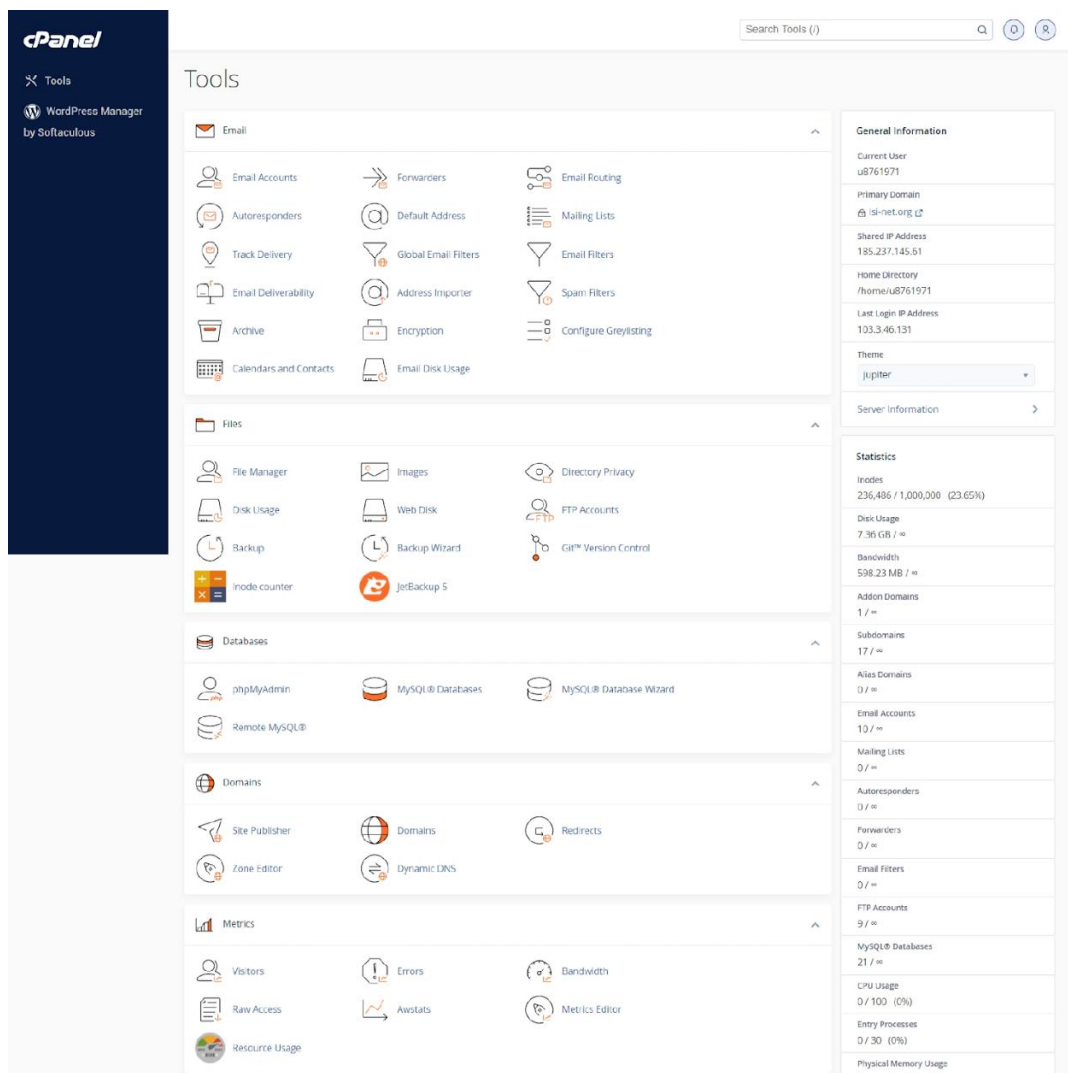 cPanel
Tools
WordPress Manager
by Softaculous
Search Tools (/)
Tools
Email
Email Accounts
Forwarders
Email Routing
Autoresponders
Default Address
Mailing Lists
Track Delivery
Global Email Filters
Email Filters
Email Deliverability
Address Importer
Spam Filters
Archive
Encryption
Configure Greylisting
Calendars and Contacts
Email Disk Usage
Files
File Manager
Images
Directory Privacy
Disk Usage
Web Disk
FTP Accounts
Backup
Backup Wizard
Git™ Version Control
Inode counter
JetBackup 5
Databases
phpMyAdmin
MySQL® Databases
MySQL® Database Wizard
Remote MySQL®
Domains
Site Publisher
Domains
Redirects
Zone Editor
Dynamic DNS
Metrics
Visitors
Errors
Bandwidth
Raw Access
Awstats
Metrics Editor
Resource Usage
General Information
Current User
u8761971
Primary Domain
isi-net.org
Shared IP Address
185.237.145.61
Home Directory
/home/u8761971
Last Login IP Address
103.3.46.131
Theme
jupiter
Server Information
Statistics
Inodes
236,486 / 1,000,000 (23.65%)
Disk Usage
7.36 GB / ∞
Bandwidth
598.23 MB / ∞
Addon Domains
1 / ∞
Subdomains
17 / ∞
Alias Domains
0 / ∞
Email Accounts
10 / ∞
Mailing Lists
0 / ∞
Autoresponders
0 / ∞
Forwarders
0 / ∞
Email Filters
0 / ∞
FTP Accounts
9 / ∞
MySQL® Databases
21 / ∞
CPU Usage
0 / 100 (0%)
Entry Processes
0 / 30 (0%)
Physical Memory Usage